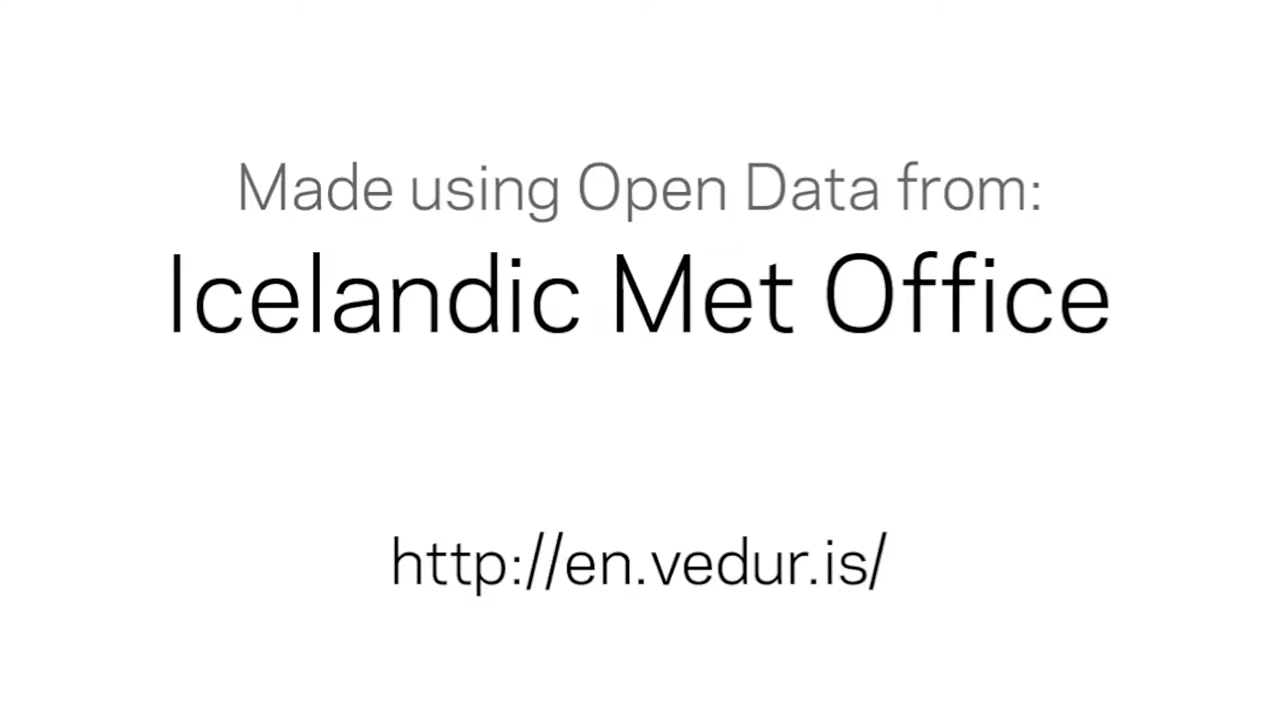 Made using Open Data from:
Icelandic Met Office
http://en.vedur.is/